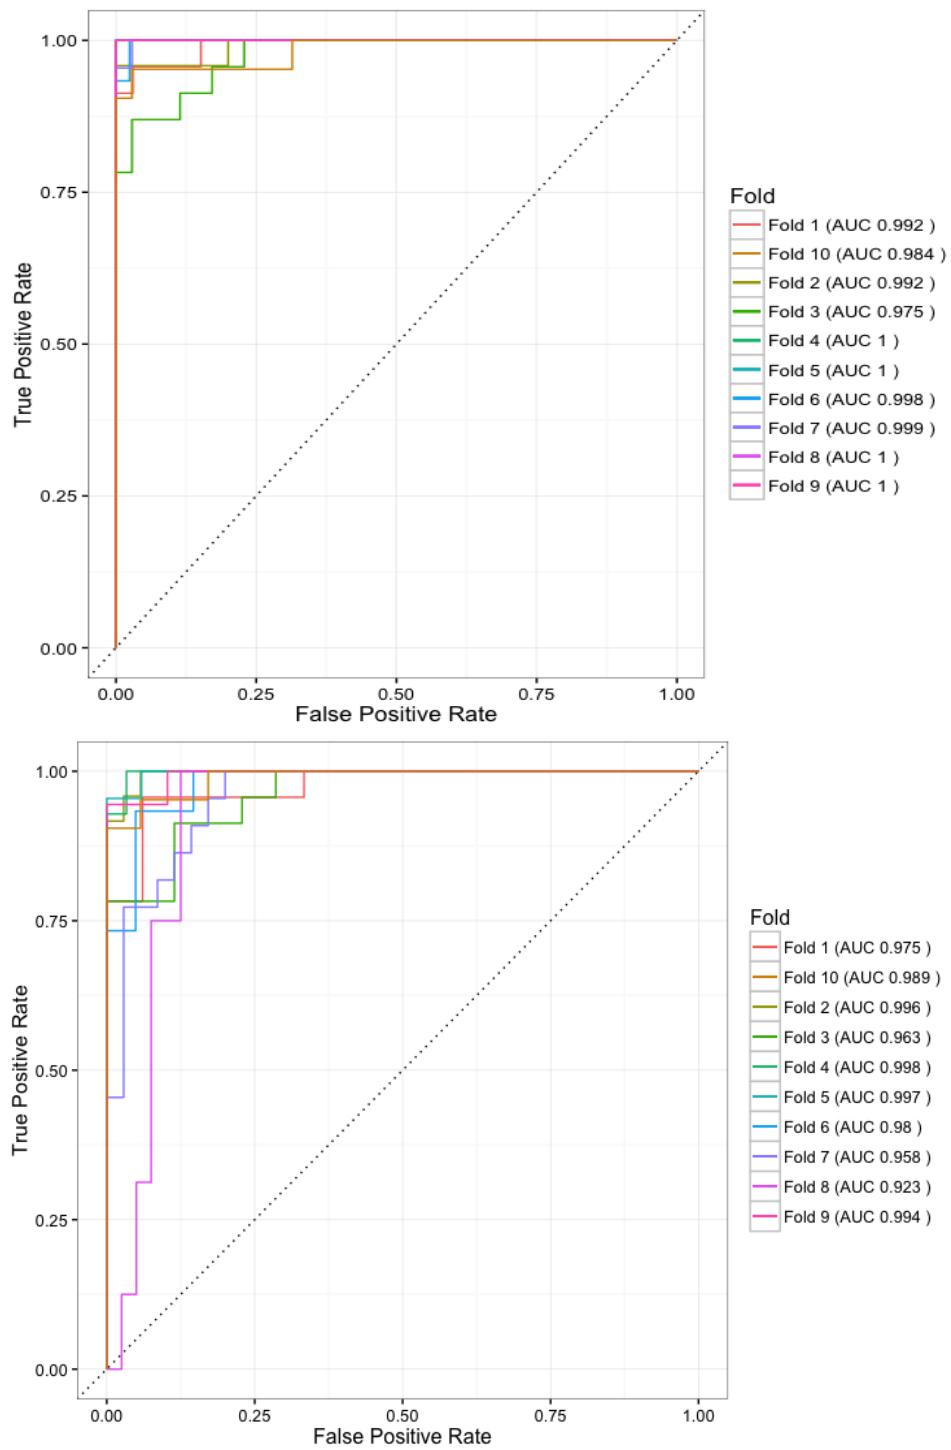 1.00
0.75
0.50
0.25
0.00
True Positive Rate
0.00 0.25 0.50 0.75 1.00
False Positive Rate
Fold
Fold 1 (AUC 0.992 )
Fold 10 (AUC 0.984 )
Fold 2 (AUC 0.992 )
Fold 3 (AUC 0.975 )
Fold 4 (AUC 1 )
Fold 5 (AUC 1 )
Fold 6 (AUC 0.998 )
Fold 7 (AUC 0.999 )
Fold 8 (AUC 1 )
Fold 9 (AUC 1 )
1.00
0.75
0.50
0.25
0.00
True Positive Rate
0.00 0.25 0.50 0.75 1.00
False Positive Rate
Fold
Fold 1 (AUC 0.975 )
Fold 10 (AUC 0.989 )
Fold 2 (AUC 0.996 )
Fold 3 (AUC 0.963 )
Fold 4 (AUC 0.998 )
Fold 5 (AUC 0.997 )
Fold 6 (AUC 0.98 )
Fold 7 (AUC 0.958 )
Fold 8 (AUC 0.923 )
Fold 9 (AUC 0.994 )